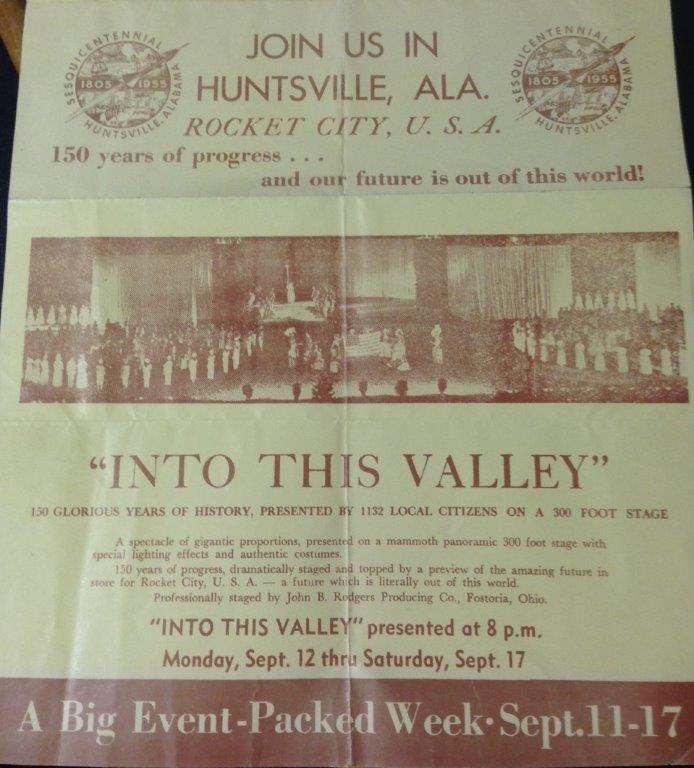 SESQUICENTENNIAL
1805 1955
HUNTSVILLE, ALABAMA
JOIN US IN
HUNTSVILLE, ALA.
ROCKET CITY, U. S. A.
SESQUICENTENNIAL
1805 1955
HUNTSVILLE, ALABAMA
150 years of progress . . .
and our future is out of this world!
"INTO THIS VALLEY"
150 GLORIOUS YEARS OF HISTORY, PRESENTED BY 1132 LOCAL CITIZENS ON A 300 FOOT STAGE
A spectacle of gigantic proportions, presented on a mammoth panoramic 300 foot stage with
special lighting effects and authentic costumes.
150 years of progress, dramatically staged and topped by a preview of the amazing future in
store for Rocket City, U. S. A. — a future which is literally out of this world.
Professionally staged by John B. Rodgers Producing Co., Fostoria, Ohio.
"INTO THIS VALLEY" presented at 8 p.m.
Monday, Sept. 12 thru Saturday, Sept. 17
A Big Event-Packed Week·Sept.11-17